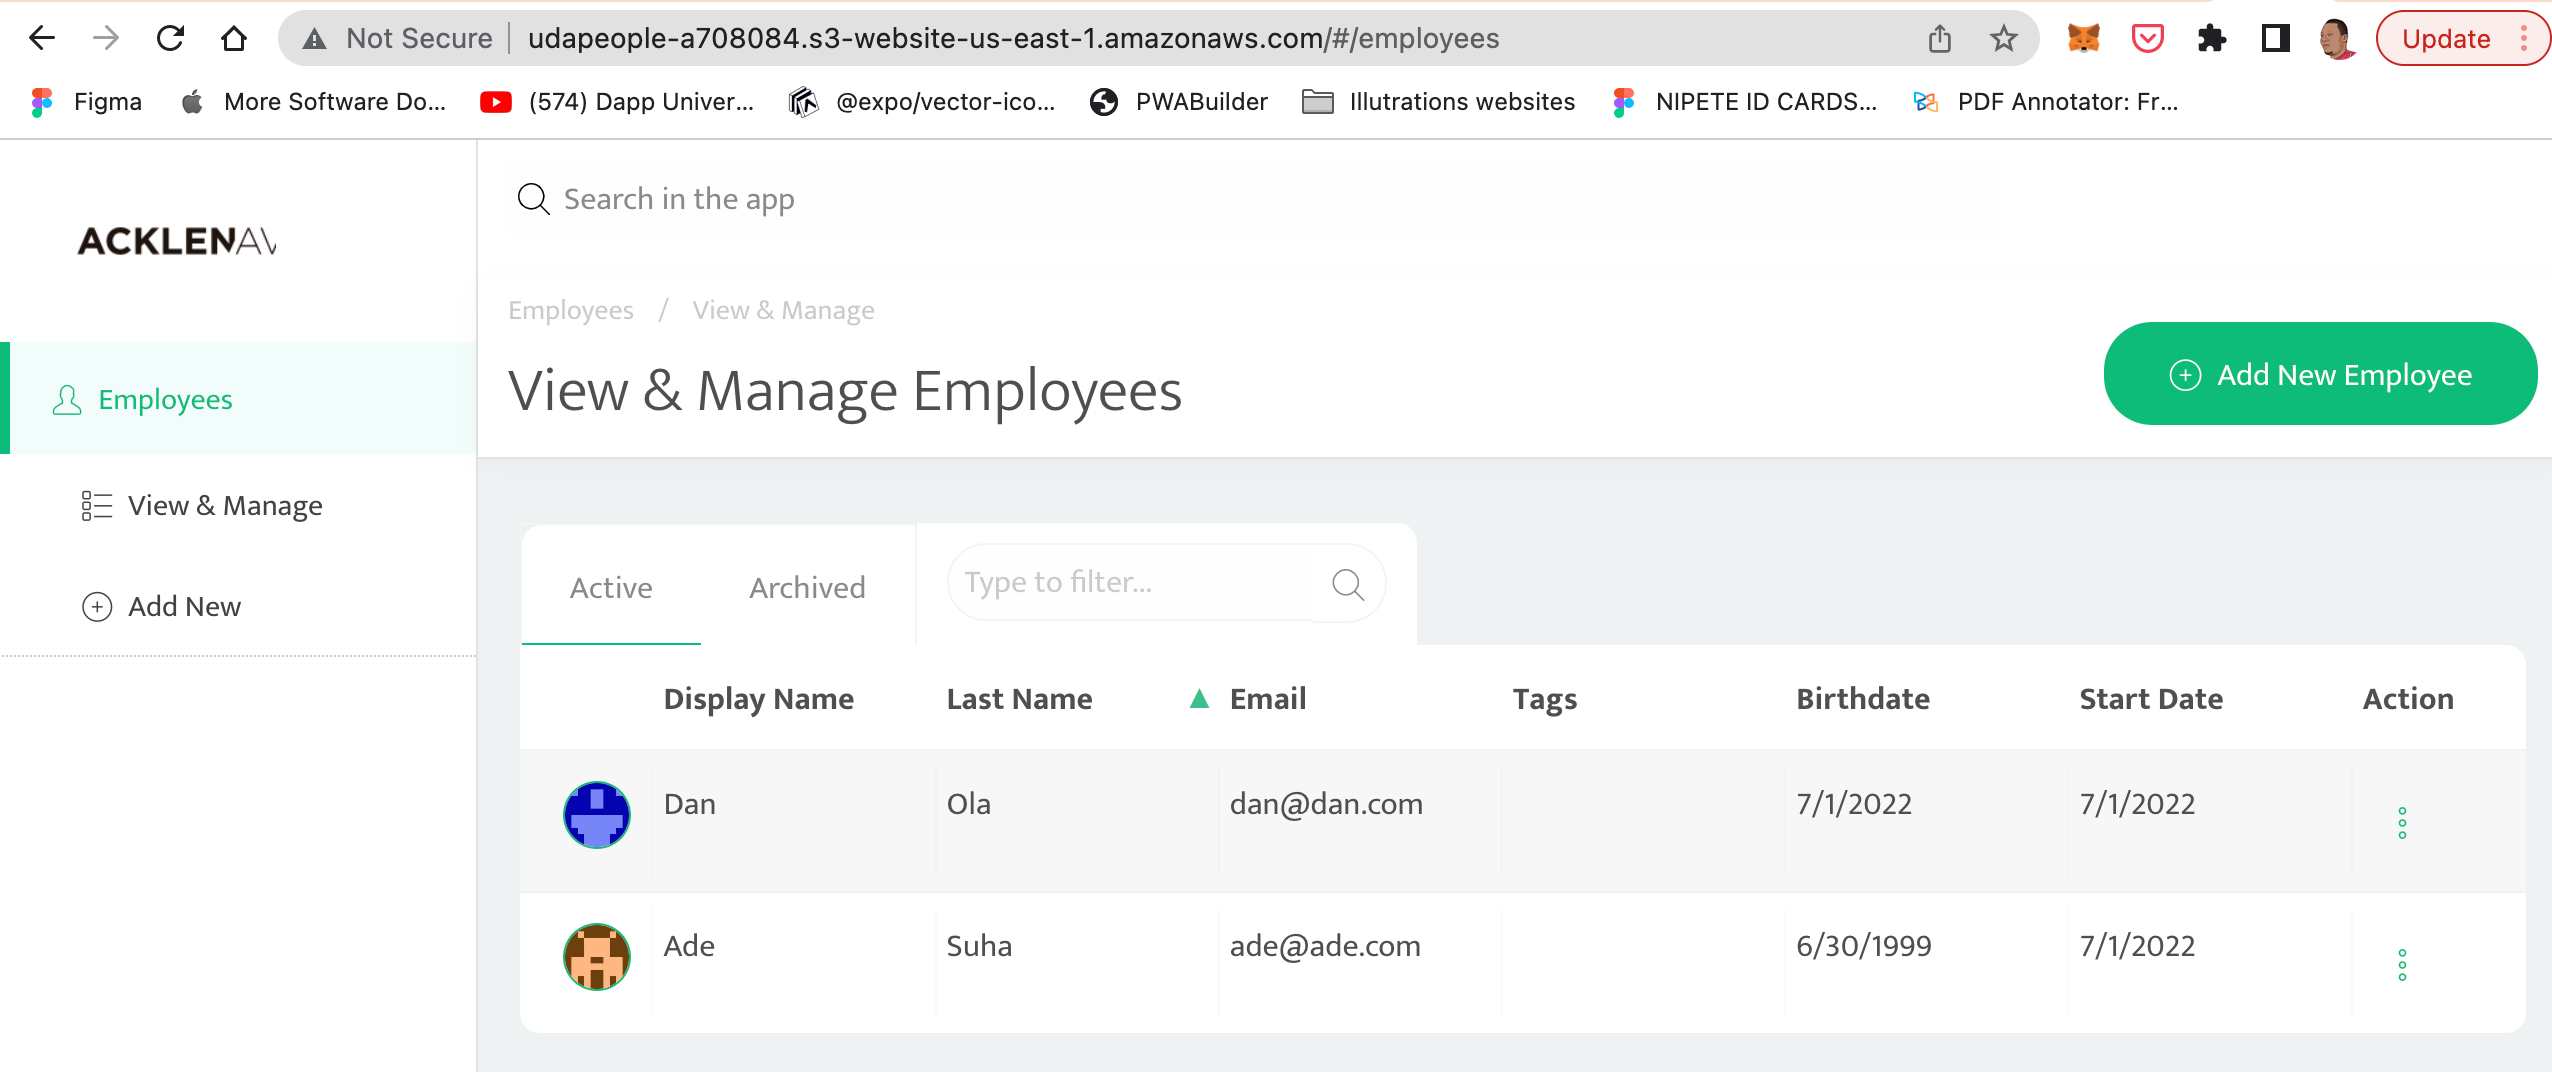 Not Secure udapeople-a708084.s3-website-us-east-1.amazonaws.com/#/employees Update
Figma More Software Do... (574) Dapp Univer... @expo/vector-ico... PWABuilder Illutrations websites NIPETE ID CARDS... PDF Annotator: Fr...
Search in the app
ACKLENAV
Employees / View & Manage
View & Manage Employees
Add New Employee
Employees
View & Manage
Add New
Active Archived Type to filter...
Display Name Last Name Email Tags Birthdate Start Date Action
Dan Ola dan@dan.com 7/1/2022 7/1/2022
Ade Suha ade@ade.com 6/30/1999 7/1/2022